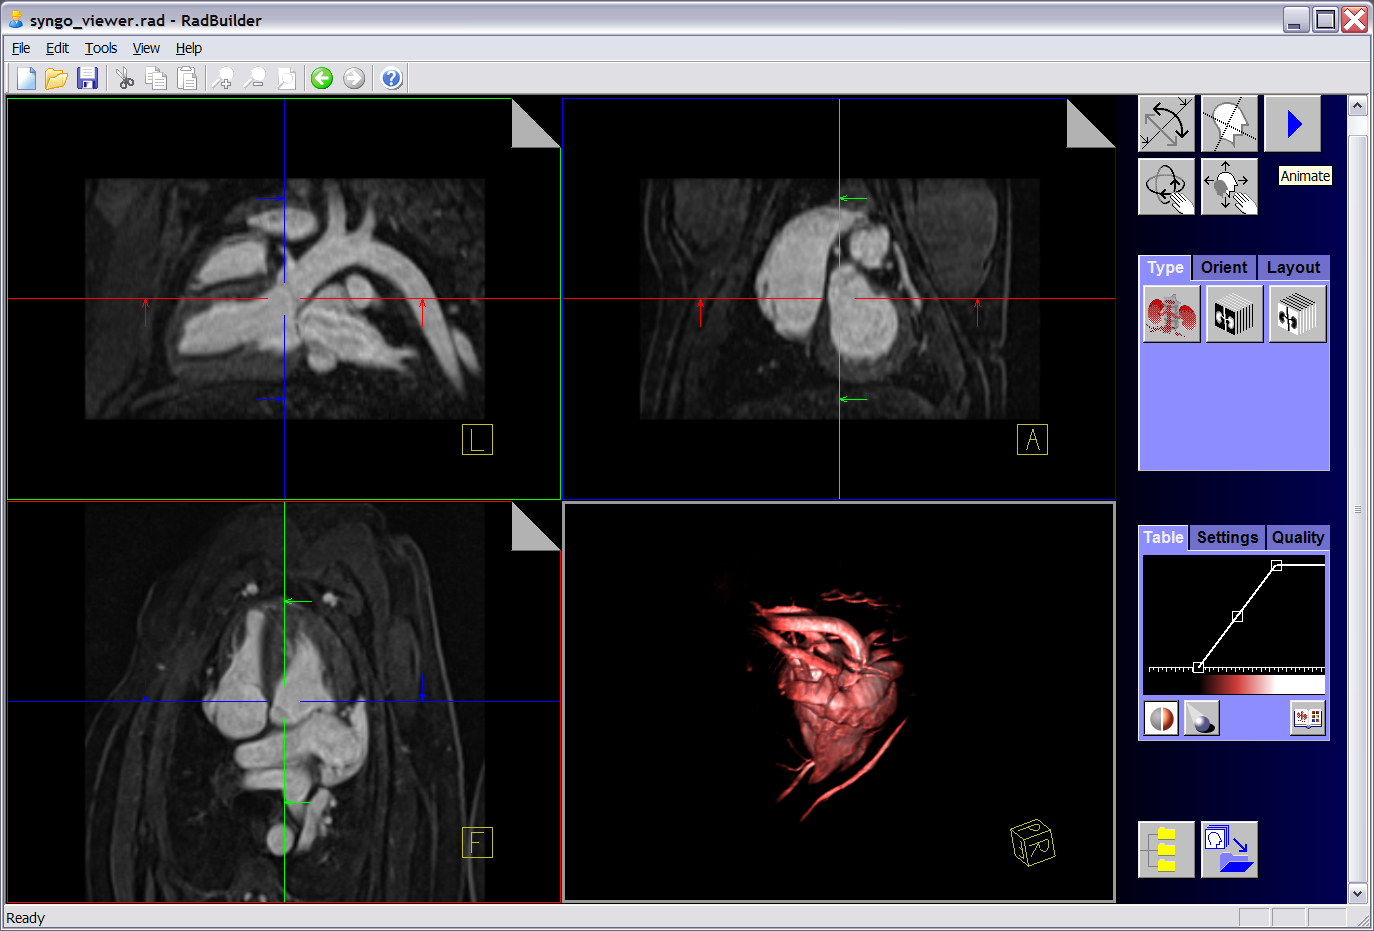 syngo_viewer.rad - RadBuilder
File Edit Tools View Help
Animate
Type Orient Layout
L
A
Table Settings Quality
F
R
Ready